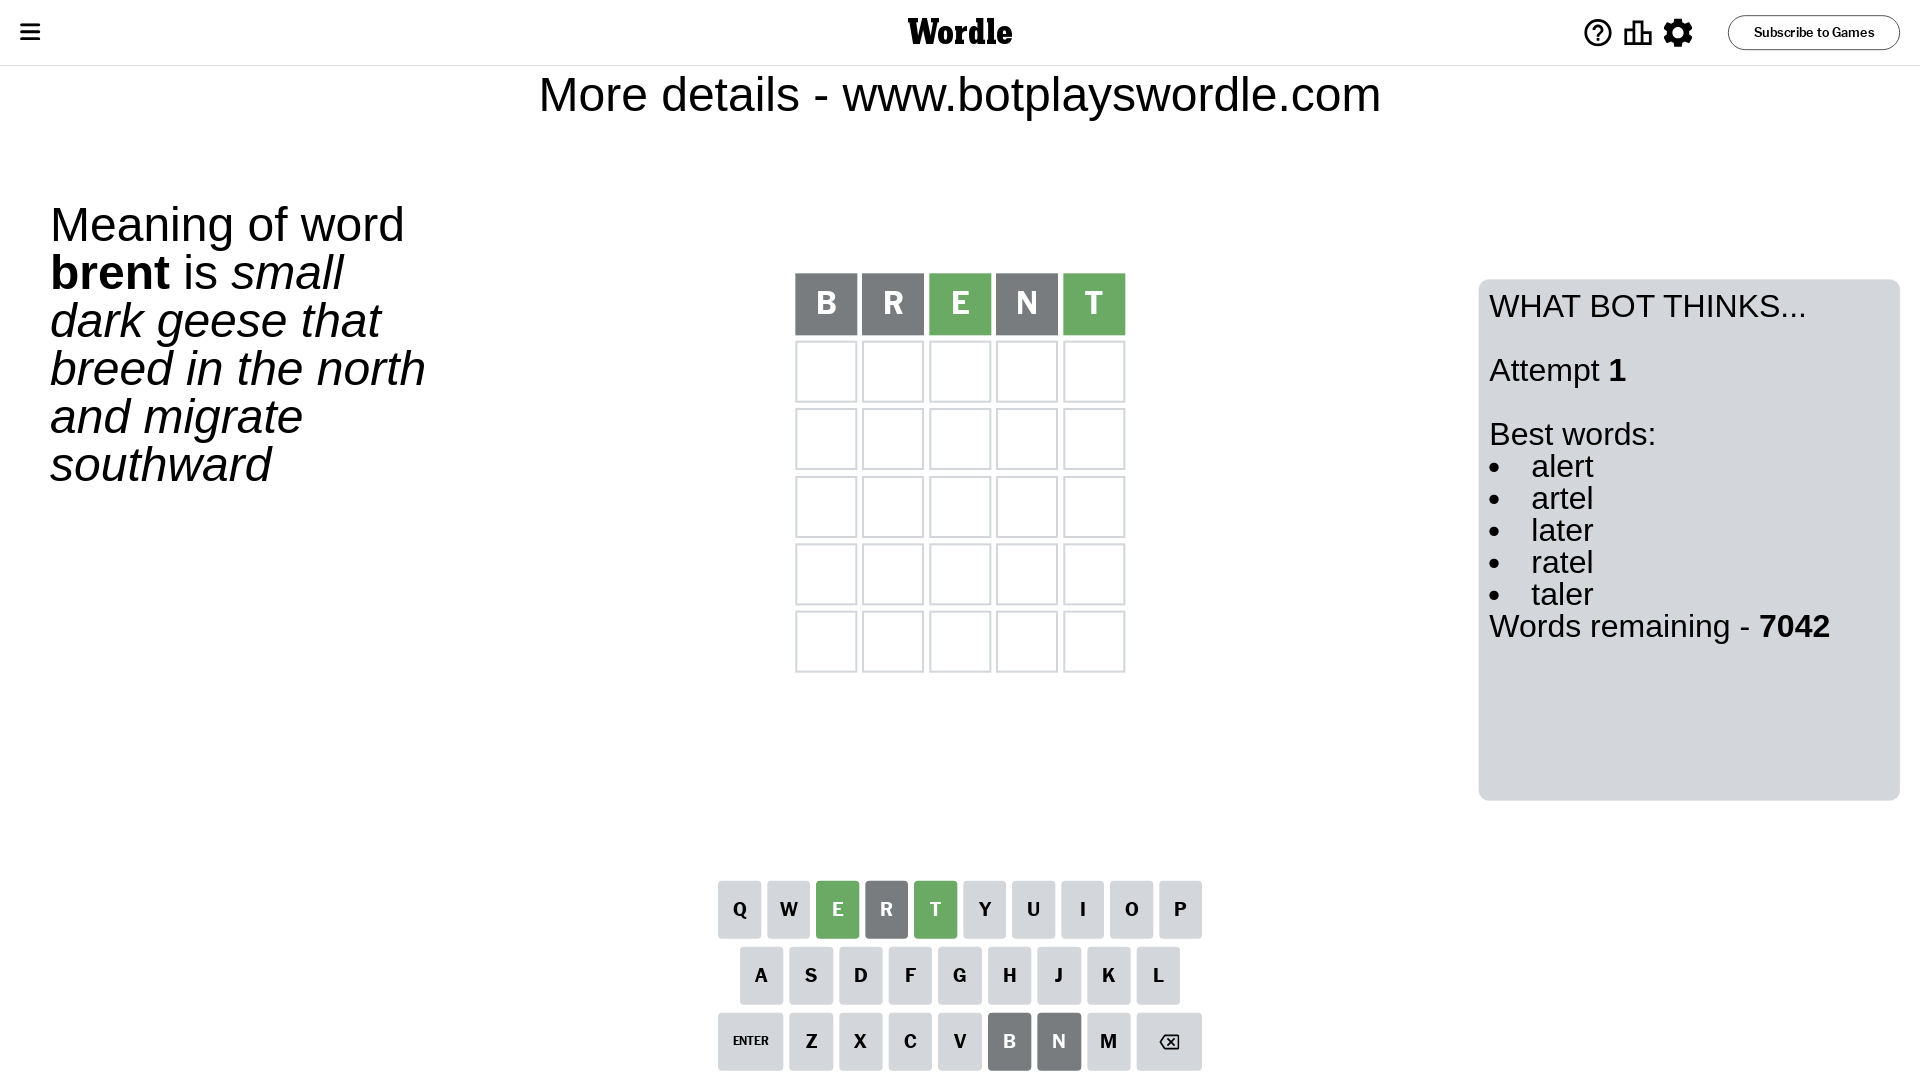 Wordle
Subscribe to Games
More details - www.botplayswordle.com
Meaning of word
brent is small
dark geese that
breed in the north
and migrate
southward
B R E N T
WHAT BOT THINKS...
Attempt 1
Best words:
• alert
• artel
• later
• ratel
• taler
Words remaining - 7042
Q W E R T Y U I O P
A S D F G H J K L
ENTER Z X C V B N M